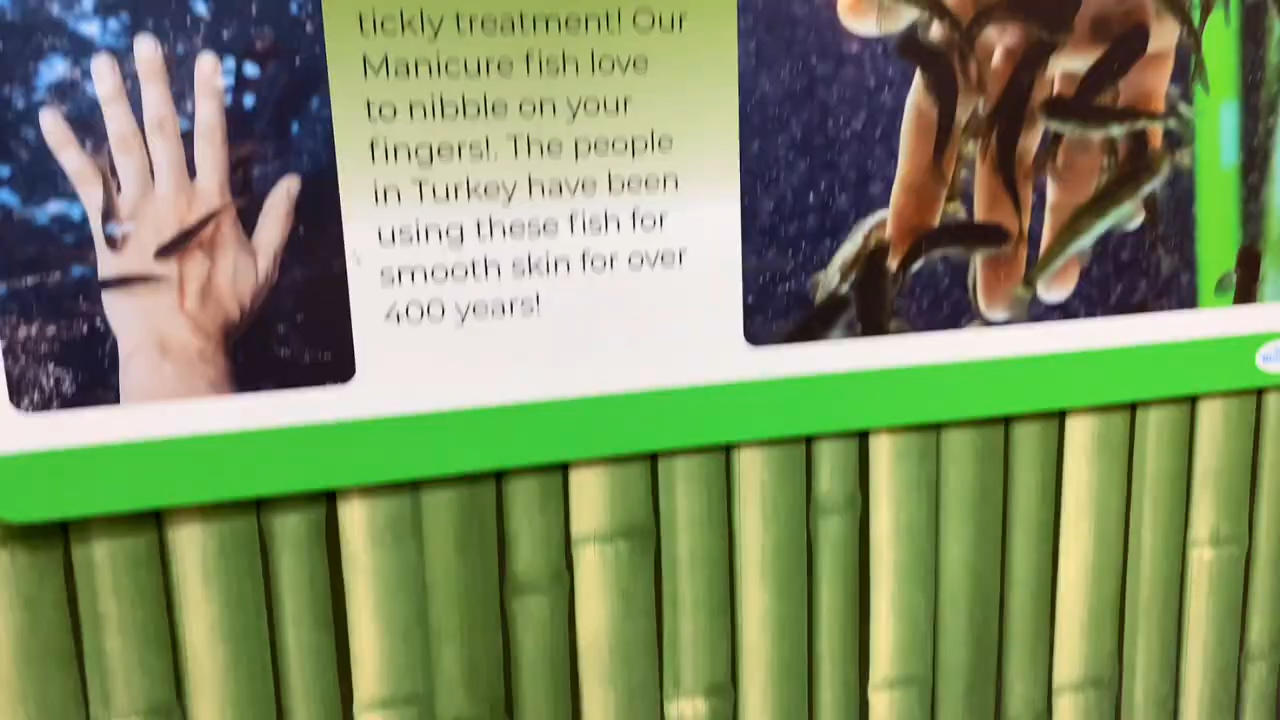 tickly treatment! Our
Manicure fish love
to nibble on your
fingers!. The people
in Turkey have been
using these fish for
smooth skin for over
400 years!